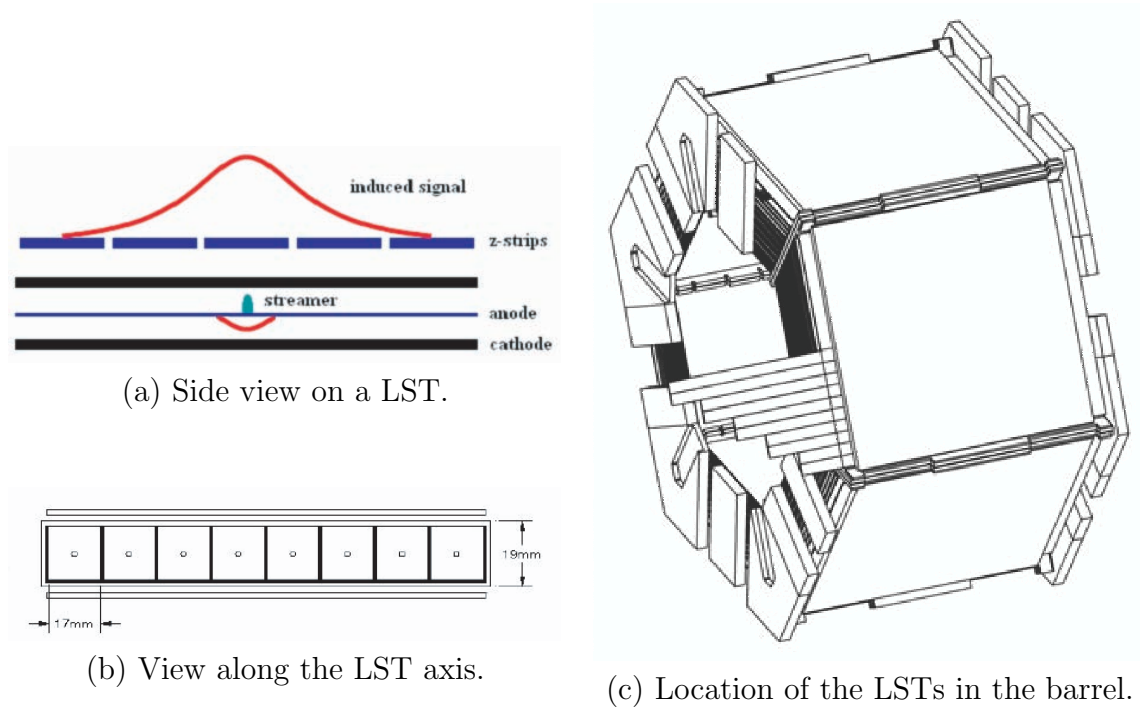 induced signal
z-strips
streamer
anode
cathode
(a) Side view on a LST.
19mm
17mm
(b) View along the LST axis.
(c) Location of the LSTs in the barrel.